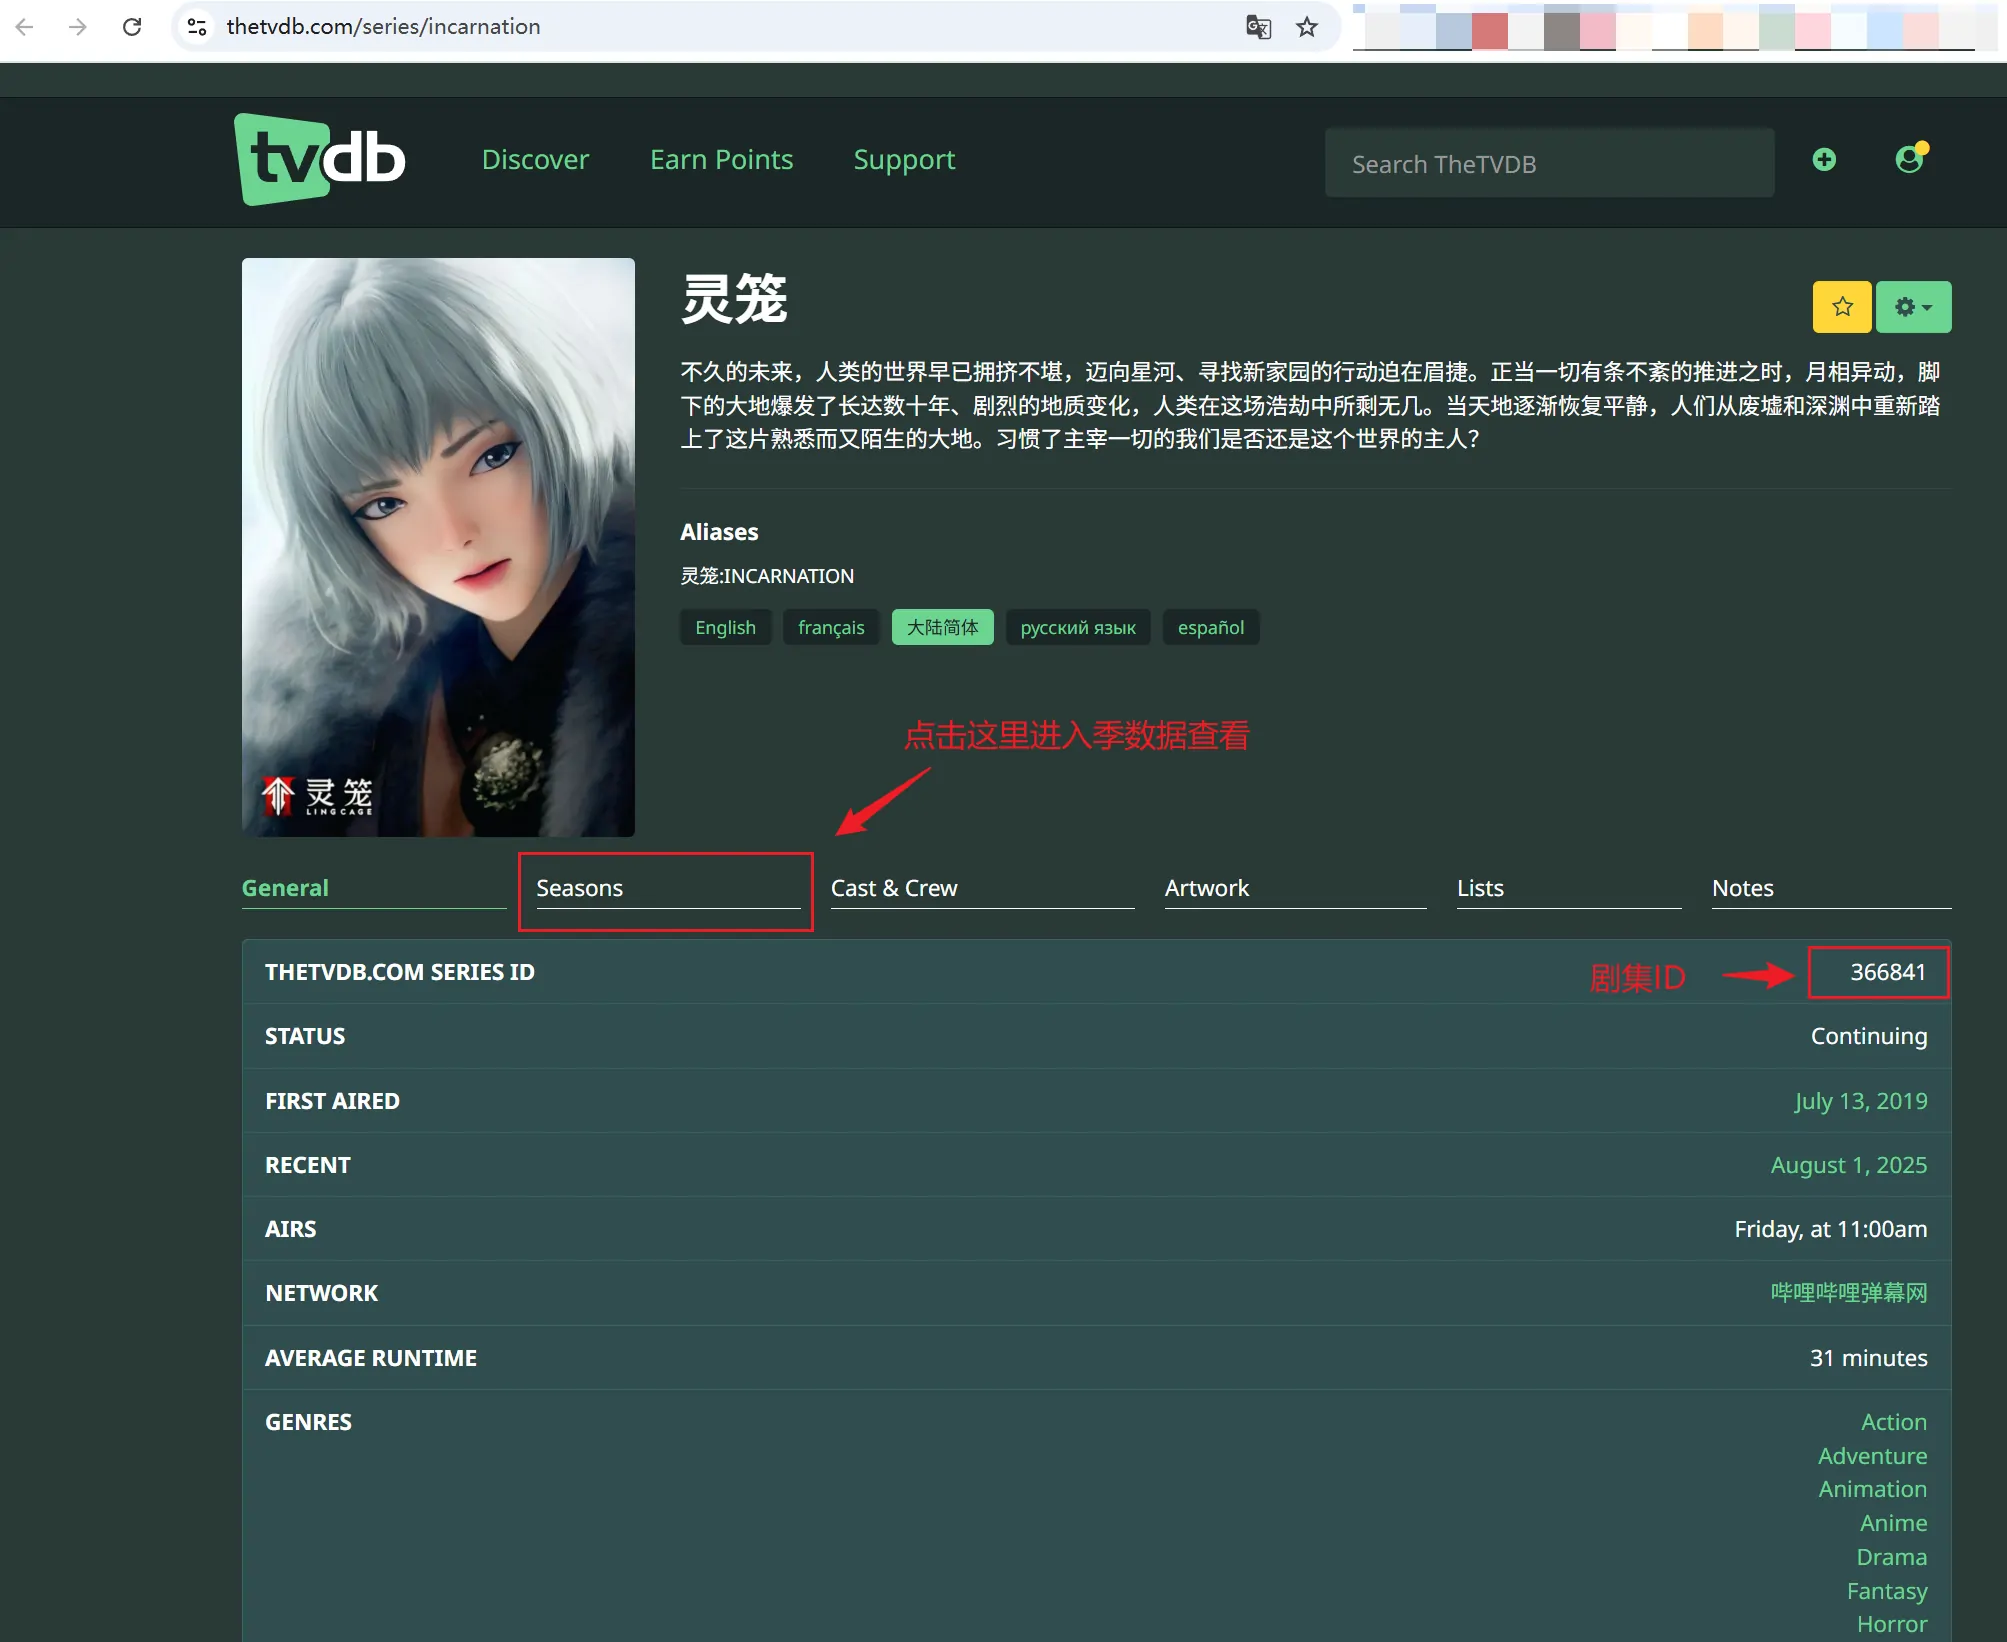 thetvdb.com/series/incarnation
tvdb
Discover
Earn Points
Support
Search TheTVDB
灵笼
不久的未来，人类的世界早已拥挤不堪，迈向星河、寻找新家园的行动迫在眉捷。正当一切有条不紊的推进之时，月相异动，脚
下的大地爆发了长达数十年、剧烈的地质变化，人类在这场浩劫中所剩无几。当天地逐渐恢复平静，人们从废墟和深渊中重新踏
上了这片熟悉而又陌生的大地。习惯了主宰一切的我们是否还是这个世界的主人？
Aliases
灵笼:INCARNATION
English
français
大陆简体
русский язык
español
点击这里进入季数据查看
灵笼
LINGCAGE
General
Seasons
Cast & Crew
Artwork
Lists
Notes
THETVDB.COM SERIES ID
剧集ID
366841
STATUS
Continuing
FIRST AIRED
July 13, 2019
RECENT
August 1, 2025
AIRS
Friday, at 11:00am
NETWORK
哔哩哔哩弹幕网
AVERAGE RUNTIME
31 minutes
GENRES
Action
Adventure
Animation
Anime
Drama
Fantasy
Horror